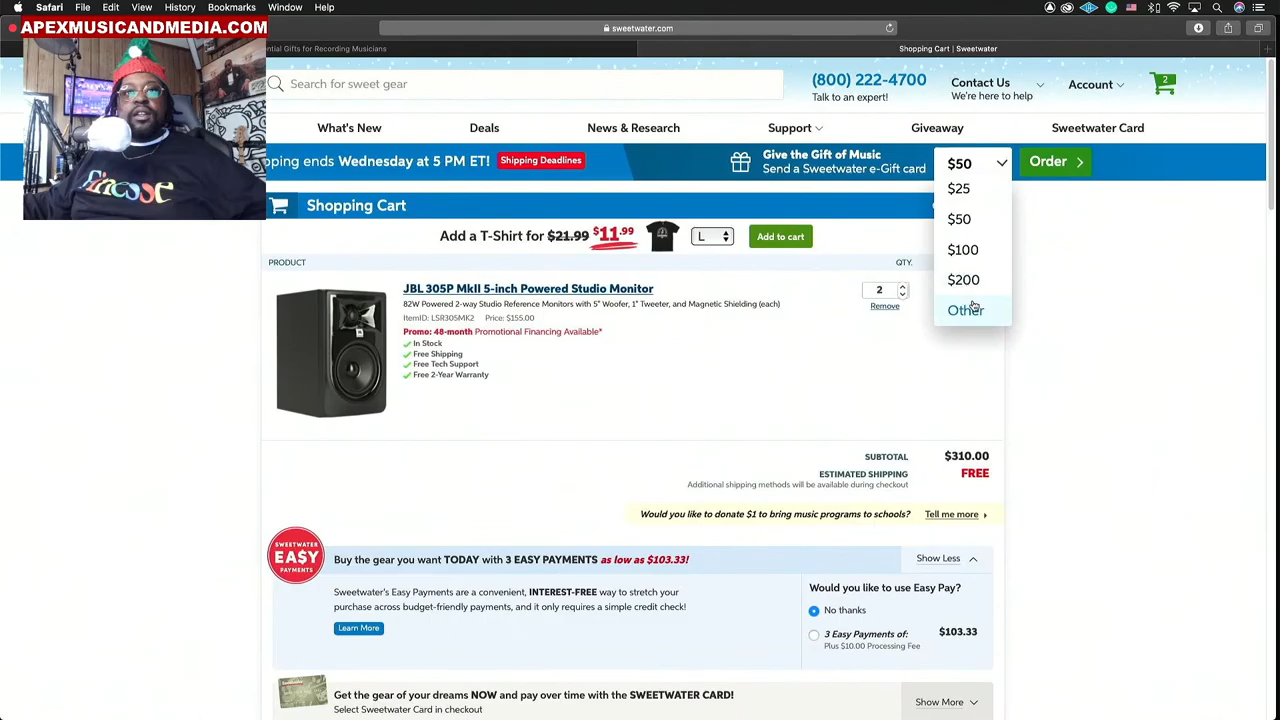 Safari File Edit View History Bookmarks Window Help
APEXMUSICANDMEDIA.COM
sweetwater.com
ntial Gifts for Recording Musicians
Shopping Cart | Sweetwater
Search for sweet gear
(800) 222-4700
Talk to an expert!
Contact Us
We're here to help
Account
2
What's New
Deals
News & Research
Support
Giveaway
Sweetwater Card
pping ends Wednesday at 5 PM ET!
Shipping Deadlines
Give the Gift of Music
Send a Sweetwater e-Gift card
$50
Order
$25
$50
$100
$200
Other
finesse
Shopping Cart
Add a T-Shirt for $21.99 $11.99
L
Add to cart
PRODUCT
QTY.
JBL 305P MkII 5-inch Powered Studio Monitor
82W Powered 2-way Studio Reference Monitors with 5" Woofer, 1" Tweeter, and Magnetic Shielding (each)
ItemID: LSR305MK2 Price: $155.00
Promo: 48-month Promotional Financing Available*
In Stock
Free Shipping
Free Tech Support
Free 2-Year Warranty
2
Remove
SUBTOTAL $310.00
ESTIMATED SHIPPING FREE
Additional shipping methods will be available during checkout
Would you like to donate $1 to bring music programs to schools? Tell me more
SWEETWATER
EASY
PAYMENTS
Buy the gear you want TODAY with 3 EASY PAYMENTS as low as $103.33!
Show Less
Sweetwater's Easy Payments are a convenient, INTEREST-FREE way to stretch your
purchase across budget-friendly payments, and it only requires a simple credit check!
Learn More
Would you like to use Easy Pay?
No thanks
3 Easy Payments of: $103.33
Plus $10.00 Processing Fee
Get the gear of your dreams NOW and pay over time with the SWEETWATER CARD!
Select Sweetwater Card in checkout
Show More